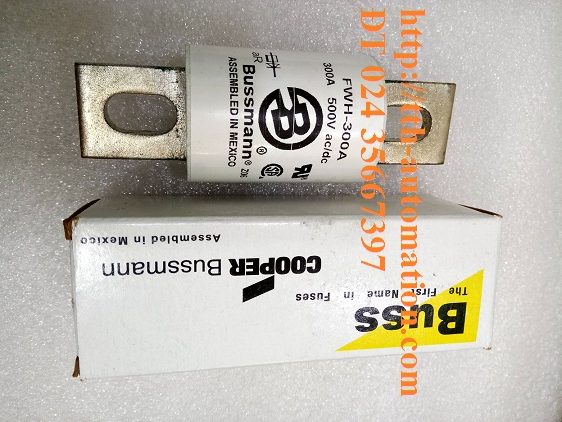 http://tth-automation.com
DT 024 35667397
FWH-300A
300A 500V ac/dc
aR
Bussmann®
ASSEMBLED IN MEXICO
Buss
The First Name in Fuses
COOPER Bussmann
Assembled in Mexico